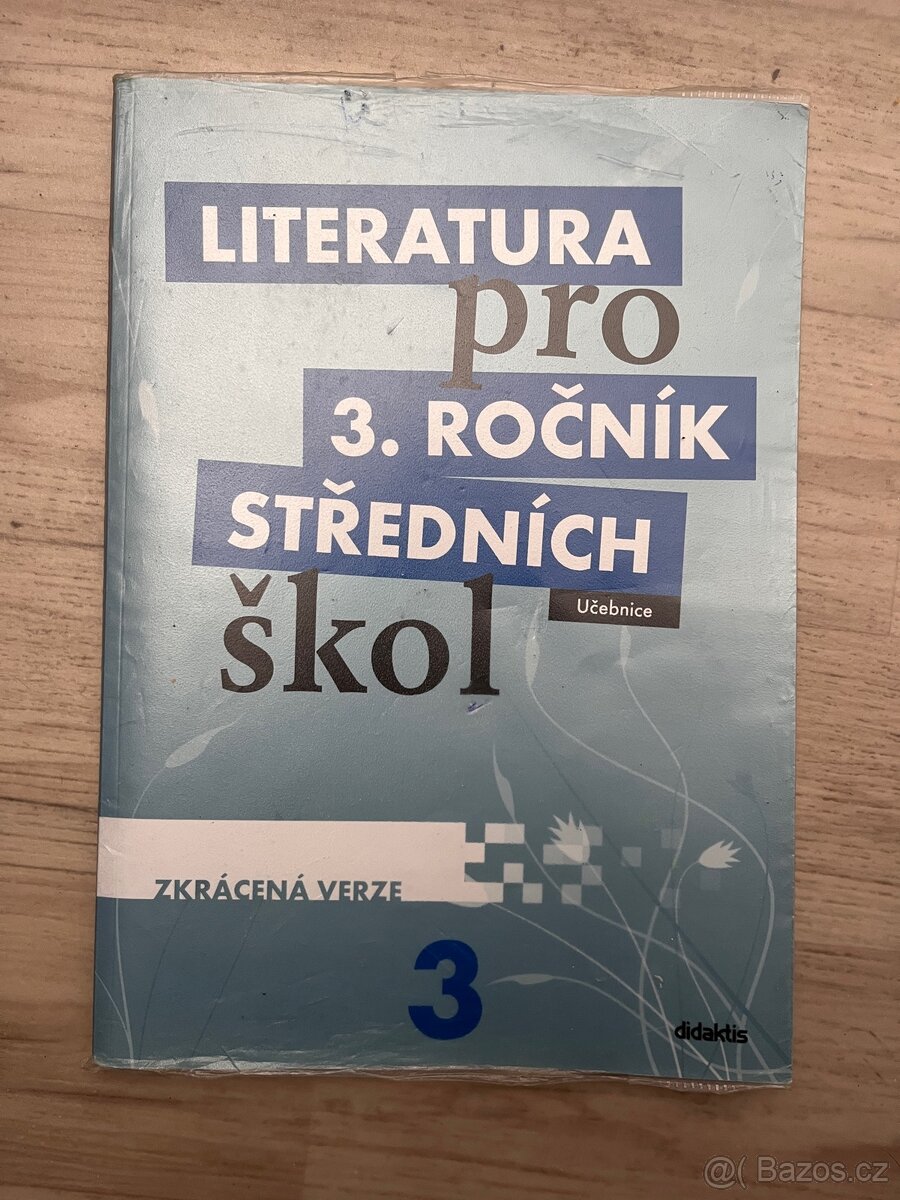 LITERATURA
pro
3. ROČNÍK
STŘEDNÍCH
škol
Učebnice
ZKRÁCENÁ VERZE
3
didaktis
@( Bazos.cz